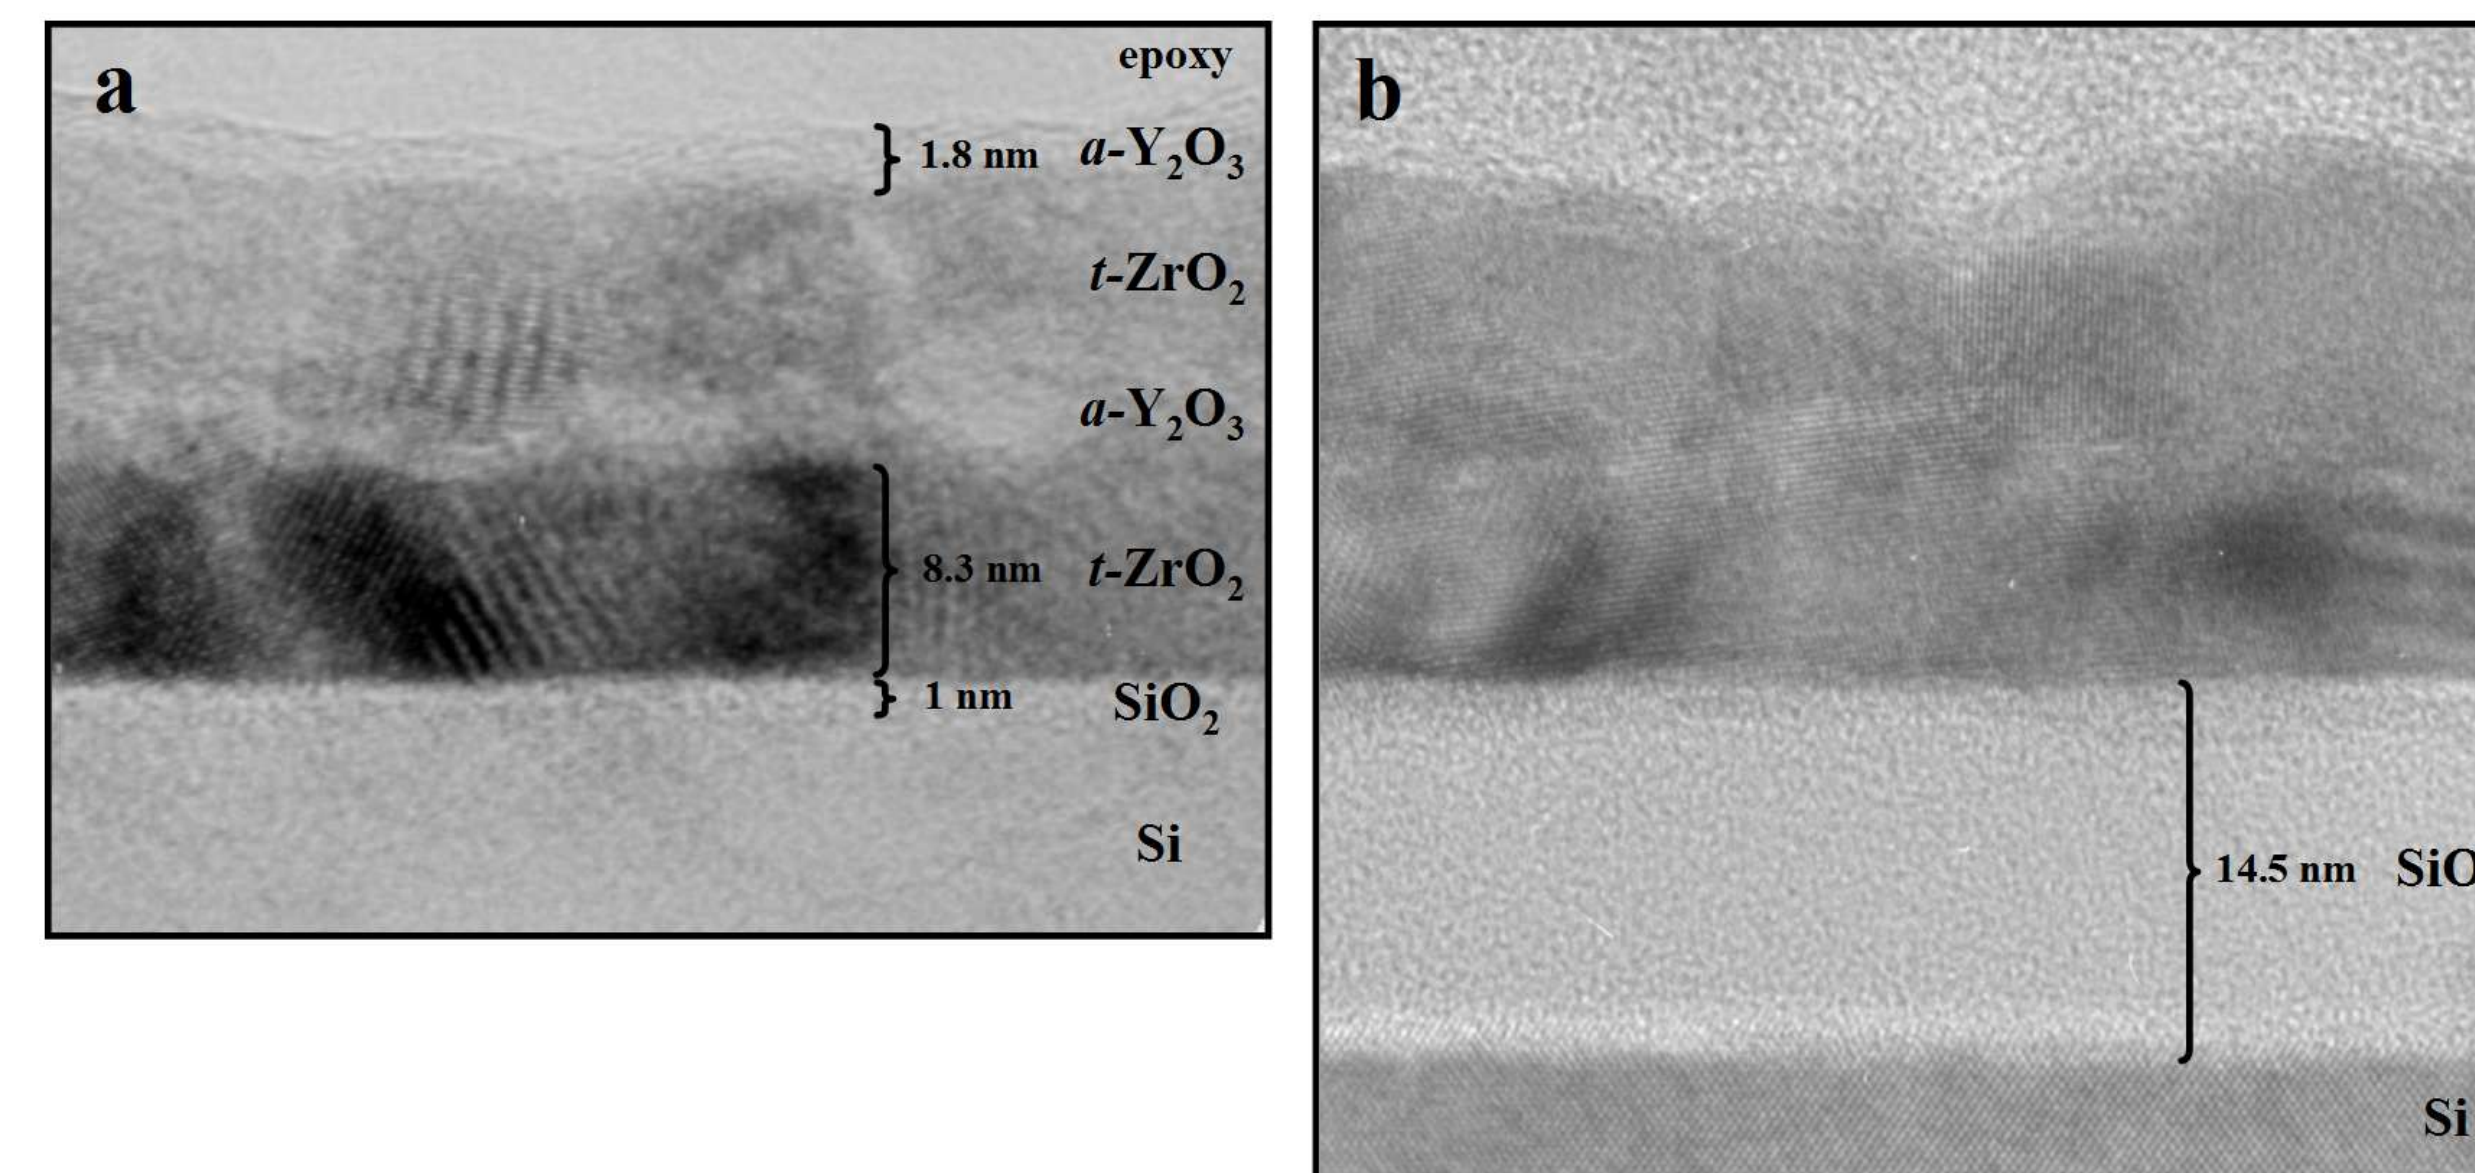 a
epoxy
1.8 nm a-Y₂O₃
t-ZrO₂
a-Y₂O₃
8.3 nm t-ZrO₂
1 nm SiO₂
Si
b
14.5 nm SiO
Si